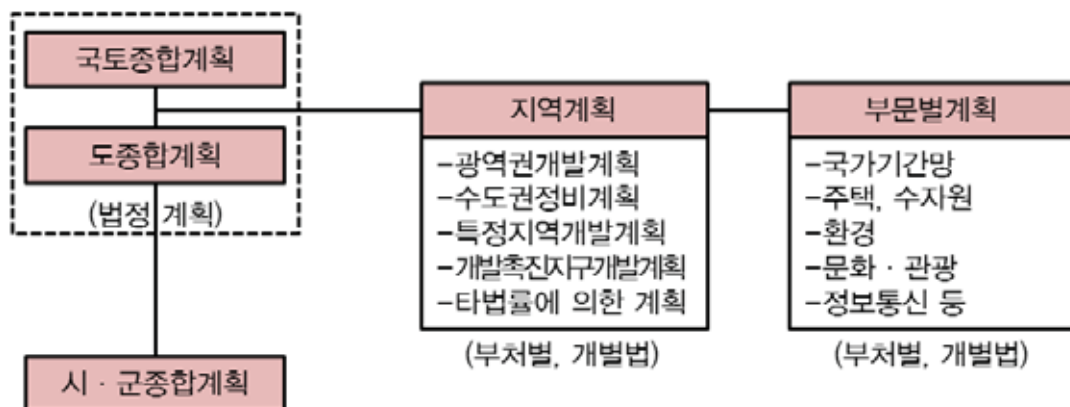 국토종합계획
도종합계획
(법정 계획)
시 · 군종합계획
지역계획
-광역권개발계획
-수도권정비계획
-특정지역개발계획
-개발촉진지구개발계획
-타법률에 의한 계획
(부처별, 개별법)
부문별계획
-국가기간망
-주택, 수자원
-환경
-문화 · 관광
-정보통신 등
(부처별, 개별법)